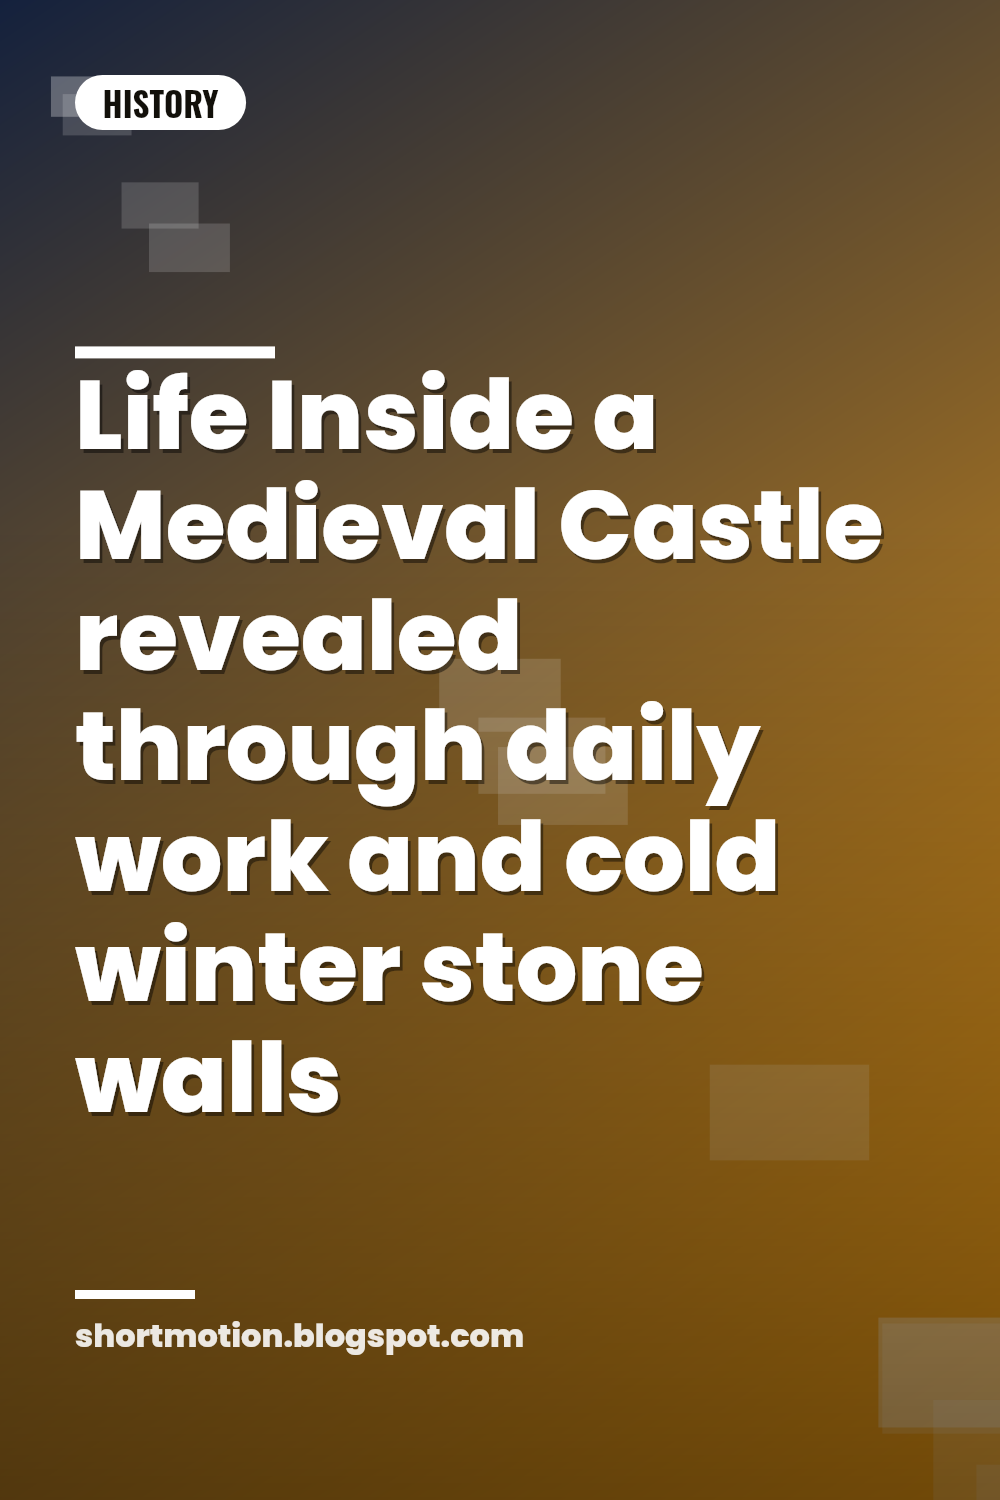 HISTORY
Life Inside a
Medieval Castle
revealed
through daily
work and cold
winter stone
walls
shortmotion.blogspot.com